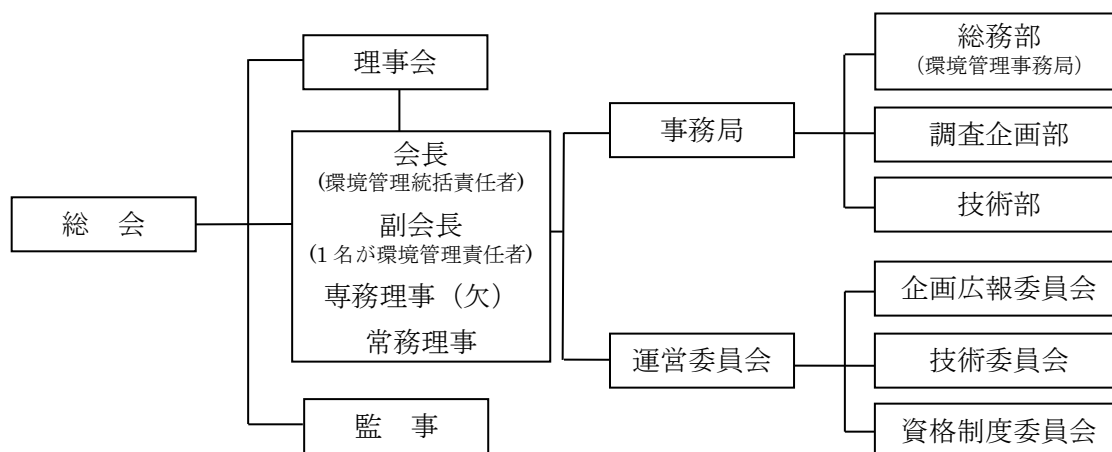 総　会
理事会
会長
(環境管理統括責任者)
副会長
(1名が環境管理責任者)
専務理事（欠）
常務理事
監　事
事務局
総務部
（環境管理事務局）
調査企画部
技術部
運営委員会
企画広報委員会
技術委員会
資格制度委員会